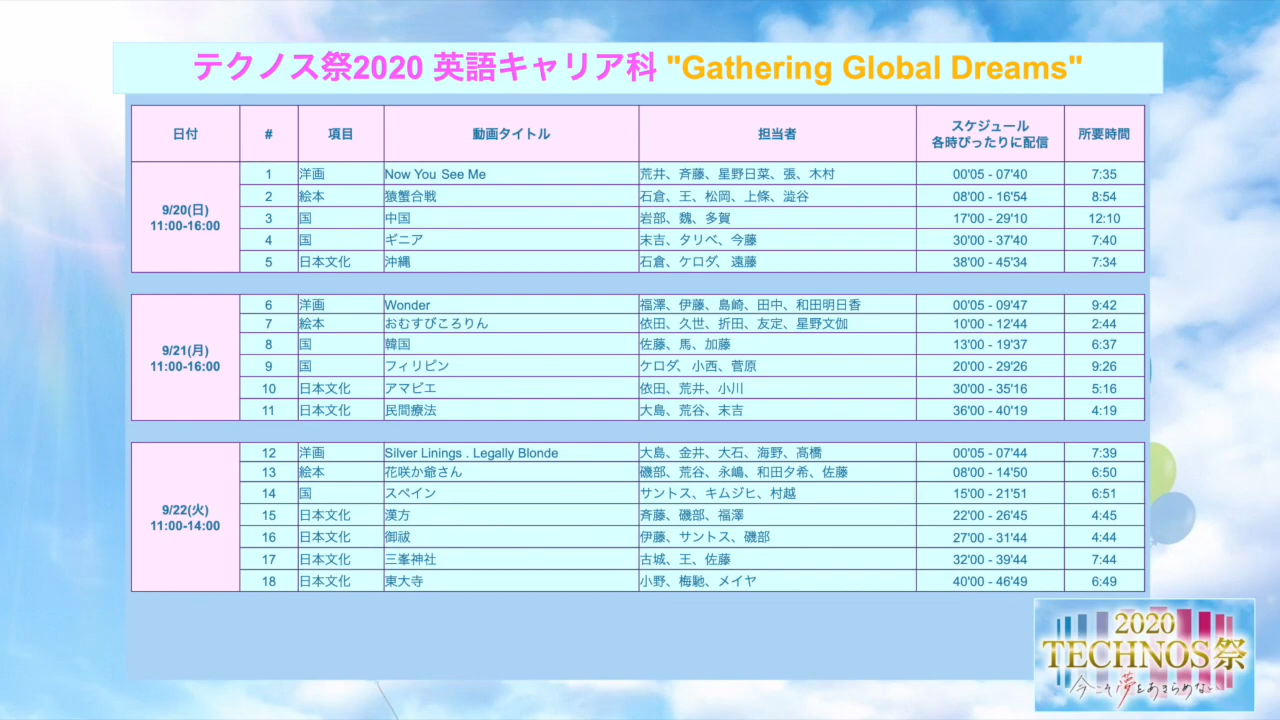 テクノス祭2020 英語キャリア科 "Gathering Global Dreams"
日付 # 項目 動画タイトル 担当者 スケジュール 各時ぴったりに配信 所要時間
9/20(日) 11:00-16:00
1 洋画 Now You See Me 荒井、斉藤、星野日菜、張、木村 00'05 - 07'40 7:35
2 絵本 猿蟹合戦 石倉、王、松岡、上條、澁谷 08'00 - 16'54 8:54
3 国 中国 岩部、魏、多賀 17'00 - 29'10 12:10
4 国 ギニア 末吉、タリベ、今藤 30'00 - 37'40 7:40
5 日本文化 沖縄 石倉、ケロダ、遠藤 38'00 - 45'34 7:34
9/21(月) 11:00-16:00
6 洋画 Wonder 福澤、伊藤、島崎、田中、和田明日香 00'05 - 09'47 9:42
7 絵本 おむすびころりん 依田、久世、折田、友定、星野文伽 10'00 - 12'44 2:44
8 国 韓国 佐藤、馬、加藤 13'00 - 19'37 6:37
9 国 フィリピン ケロダ、小西、菅原 20'00 - 29'26 9:26
10 日本文化 アマビエ 依田、荒井、小川 30'00 - 35'16 5:16
11 日本文化 民間療法 大島、荒谷、末吉 36'00 - 40'19 4:19
9/22(火) 11:00-14:00
12 洋画 Silver Linings . Legally Blonde 大島、金井、大石、海野、髙橋 00'05 - 07'44 7:39
13 絵本 花咲か爺さん 磯部、荒谷、永嶋、和田夕希、佐藤 08'00 - 14'50 6:50
14 国 スペイン サントス、キムジヒ、村越 15'00 - 21'51 6:51
15 日本文化 漢方 斉藤、磯部、福澤 22'00 - 26'45 4:45
16 日本文化 御祓 伊藤、サントス、磯部 27'00 - 31'44 4:44
17 日本文化 三峯神社 古城、王、佐藤 32'00 - 39'44 7:44
18 日本文化 東大寺 小野、梅馳、メイヤ 40'00 - 46'49 6:49
2020
TECHNOS祭
今こそ夢をあきらめない